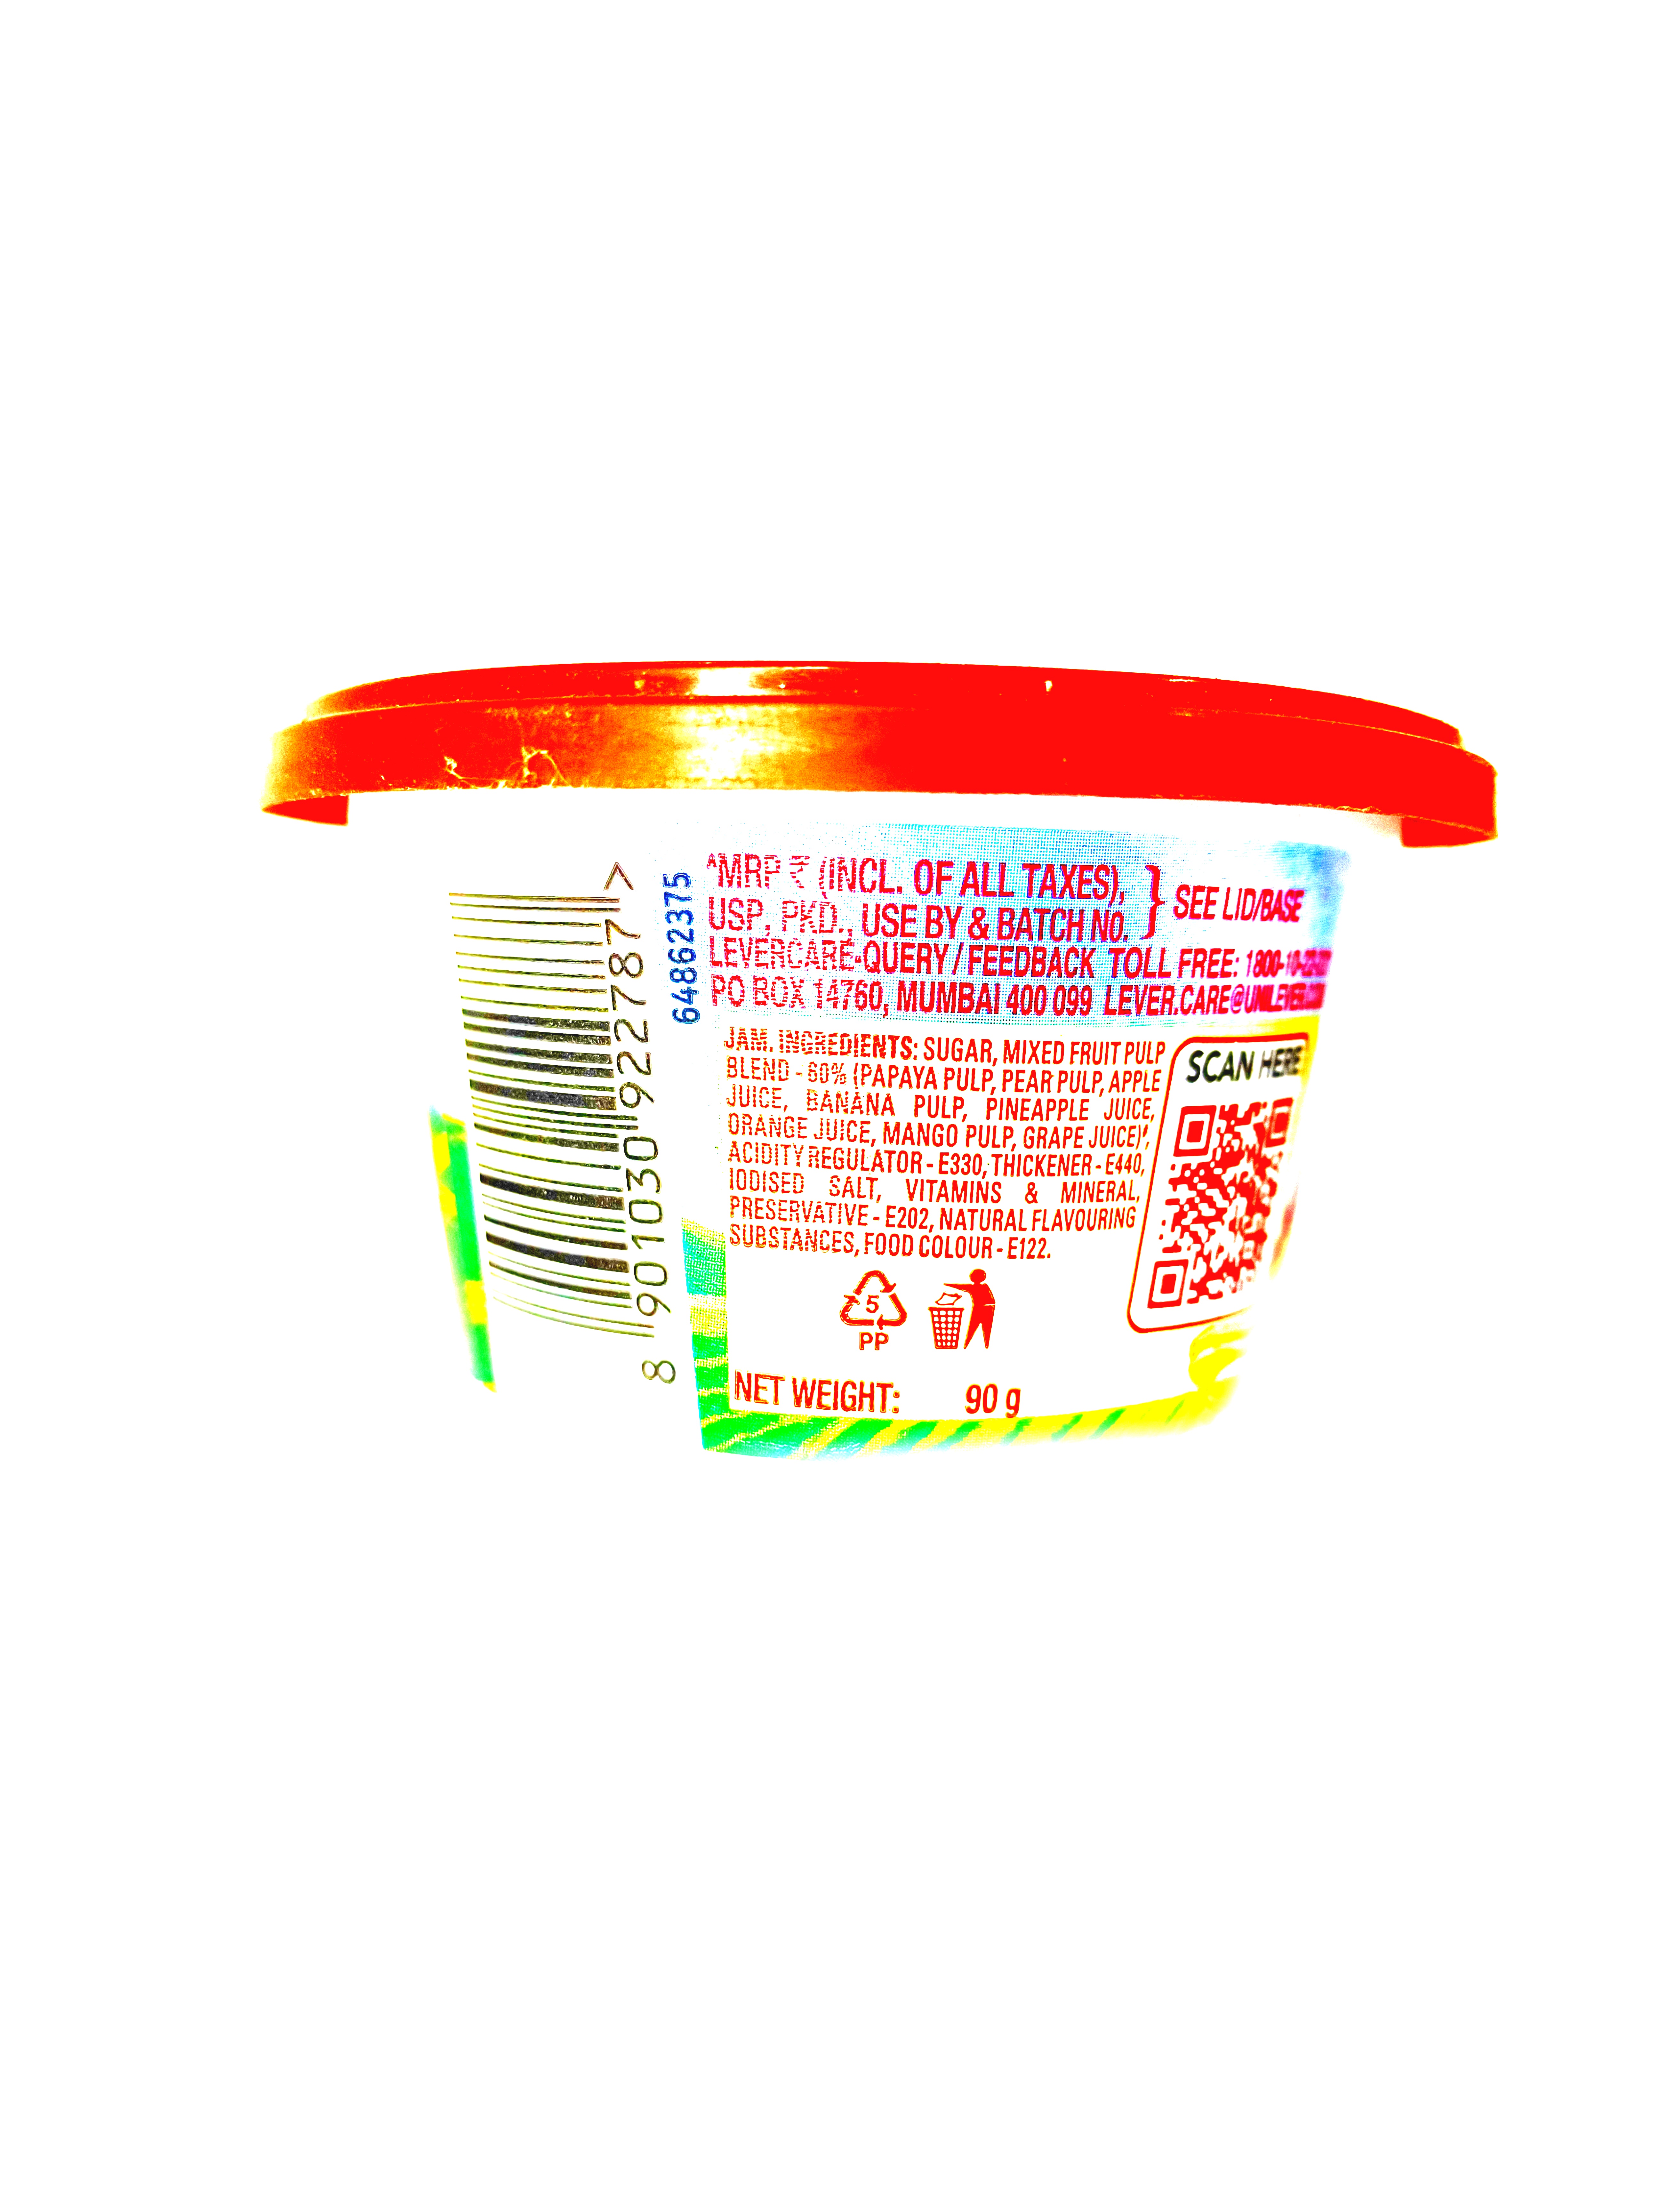 8 901030 922787 >
64862375
^MRP ₹ (INCL. OF ALL TAXES),
USP, PKD., USE BY & BATCH NO.
} SEE LID/BASE
LEVERCARE-QUERY / FEEDBACK TOLL FREE:
PO BOX 14760, MUMBAI 400 099 LEVER.CARE@UNILEVER.COM
JAM. INGREDIENTS: SUGAR, MIXED FRUIT PULP
BLEND - 60% (PAPAYA PULP, PEAR PULP, APPLE
JUICE, BANANA PULP, PINEAPPLE JUICE,
ORANGE JUICE, MANGO PULP, GRAPE JUICE)#,
ACIDITY REGULATOR - E330, THICKENER - E440,
IODISED SALT, VITAMINS & MINERAL,
PRESERVATIVE - E202, NATURAL FLAVOURING
SUBSTANCES, FOOD COLOUR - E122.
SCAN HERE
5
PP
NET WEIGHT: 90 g